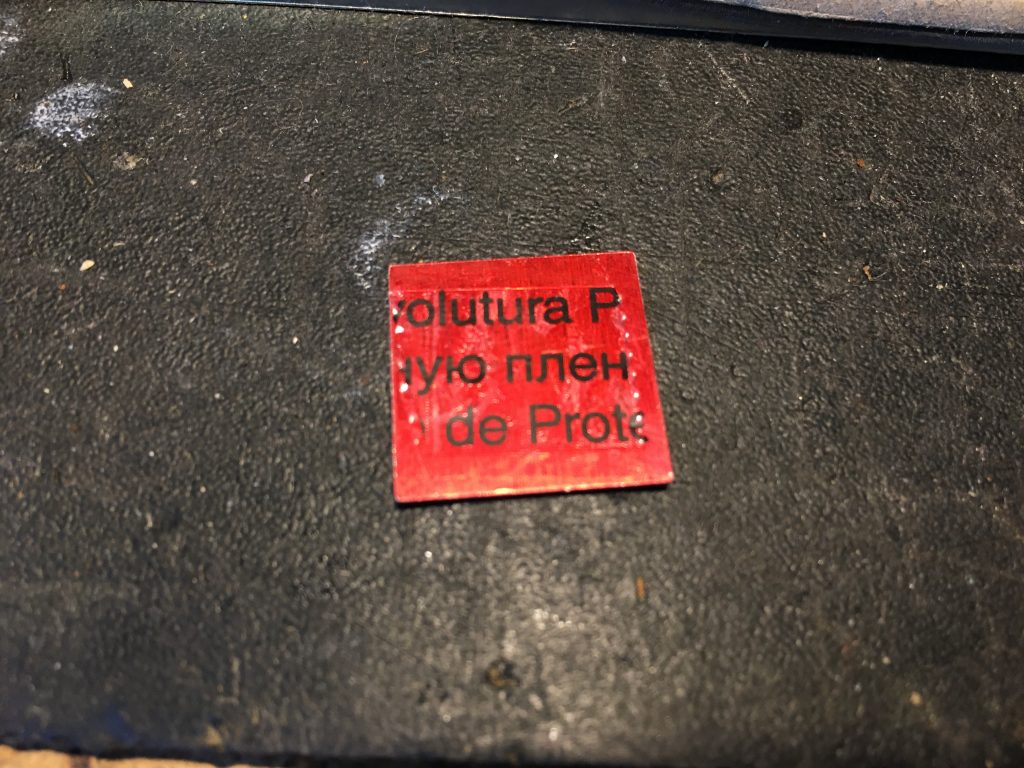 volutura P
ную плен
de Prote